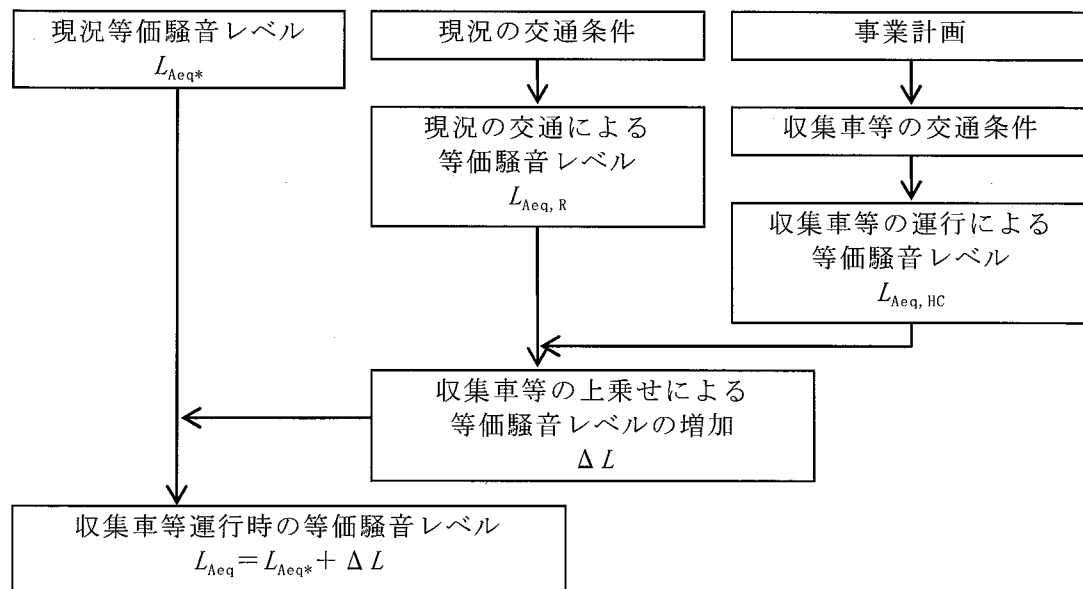 現況等価騒音レベル
L_Aeq*
現況の交通条件
事業計画
現況の交通による
等価騒音レベル
L_Aeq,R
収集車等の交通条件
収集車等の運行による
等価騒音レベル
L_Aeq,HC
収集車等の上乗せによる
等価騒音レベルの増加
ΔL
収集車等運行時の等価騒音レベル
L_Aeq=L_Aeq*+ΔL